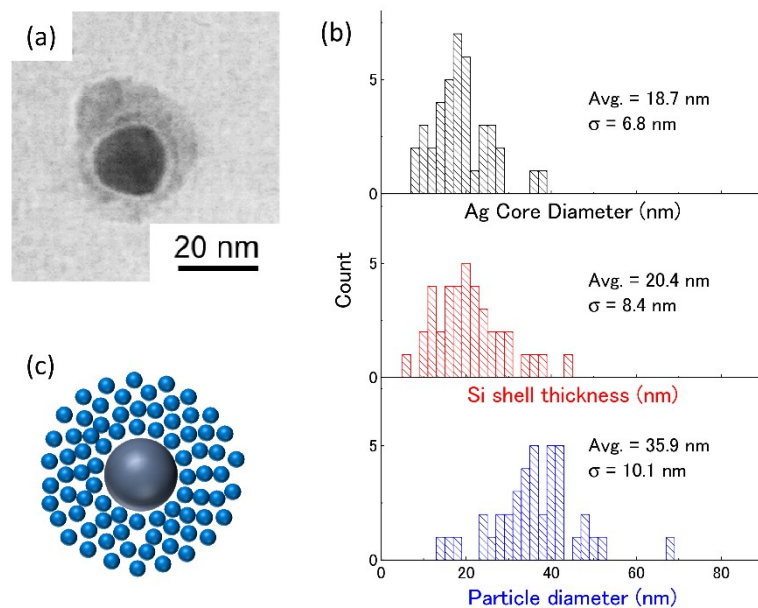 (a)
20 nm
(b)
5
0
Avg. = 18.7 nm
σ = 6.8 nm
Ag Core Diameter (nm)
Count
5
0
Avg. = 20.4 nm
σ = 8.4 nm
Si shell thickness (nm)
5
0
Avg. = 35.9 nm
σ = 10.1 nm
0 20 40 60 80
Particle diameter (nm)
(c)